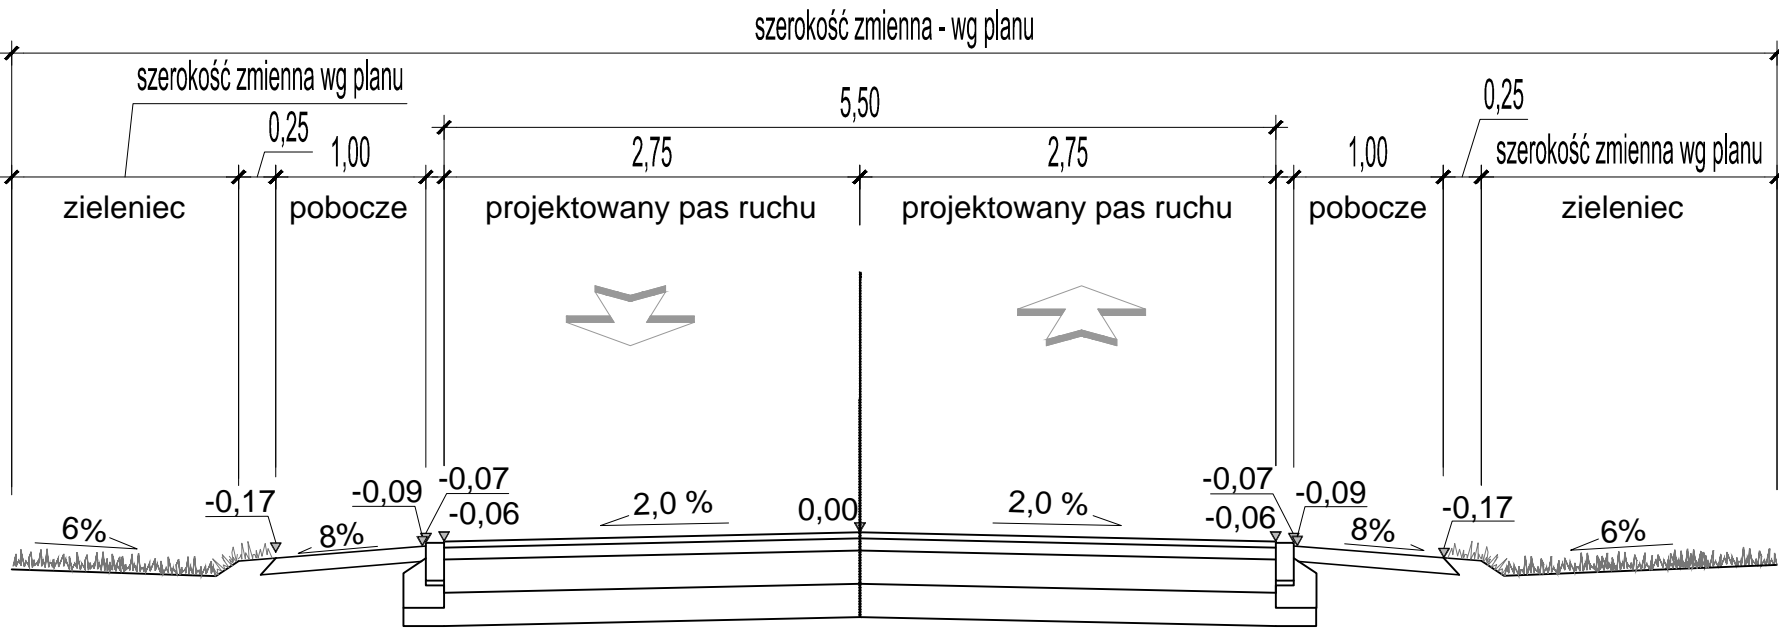 szerokość zmienna - wg planu
szerokość zmienna wg planu
5,50
0,25
0,25
1,00
2,75
2,75
1,00
szerokość zmienna wg planu
zieleniec
pobocze
projektowany pas ruchu
projektowany pas ruchu
pobocze
zieleniec
-0,17
-0,09
-0,07
-0,06
2,0 %
0,00
2,0 %
-0,07
-0,06
-0,09
-0,17
6%
8%
8%
6%